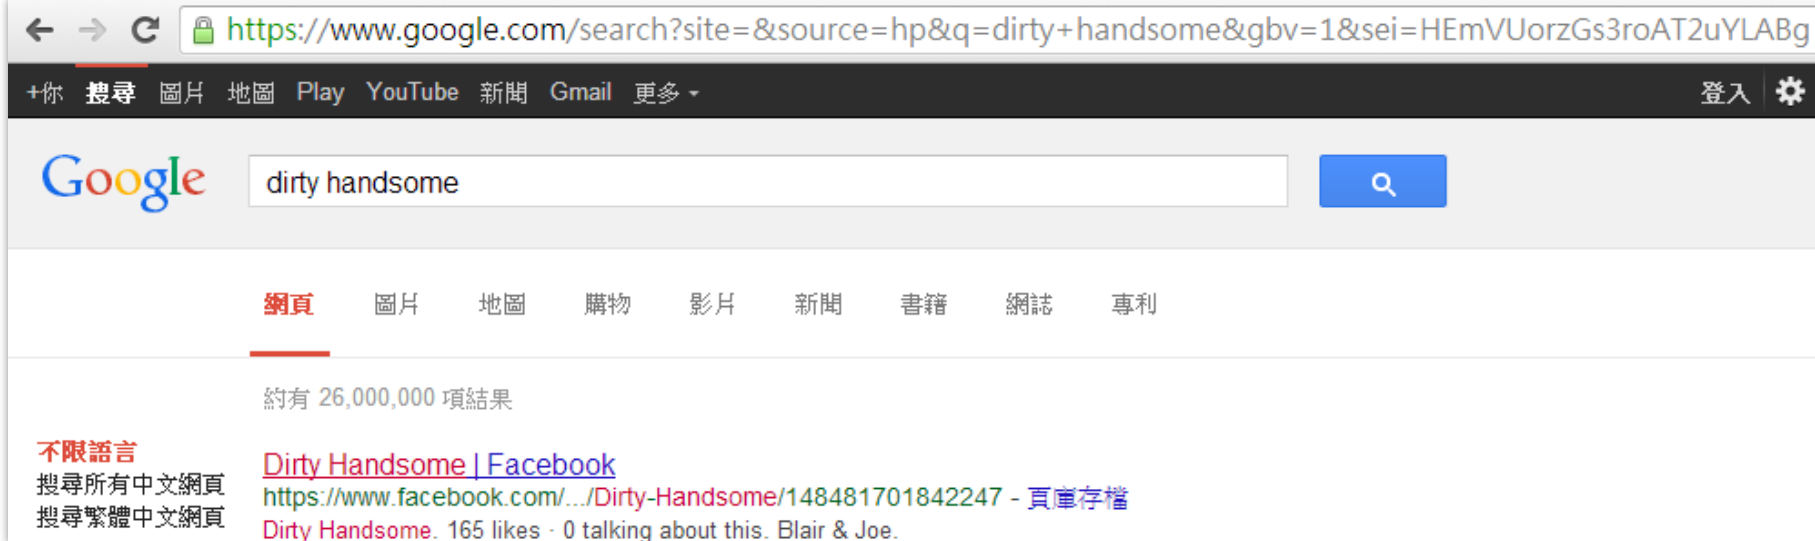 https://www.google.com/search?site=&source=hp&q=dirty+handsome&gbv=1&sei=HEmVUorzGs3roAT2uYLABg
+你 搜尋 圖片 地圖 Play YouTube 新聞 Gmail 更多 登入
Google dirty handsome
網頁 圖片 地圖 購物 影片 新聞 書籍 網誌 專利
約有 26,000,000 項結果
不限語言
搜尋所有中文網頁
搜尋繁體中文網頁
Dirty Handsome | Facebook
https://www.facebook.com/.../Dirty-Handsome/148481701842247 - 頁庫存檔
Dirty Handsome. 165 likes · 0 talking about this. Blair & Joe.